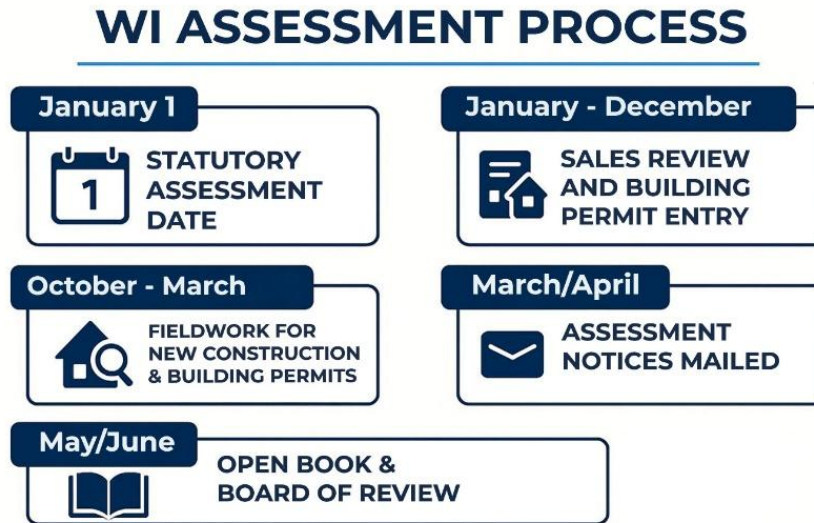 WI ASSESSMENT PROCESS
January 1
1
STATUTORY
ASSESSMENT
DATE
January - December
SALES REVIEW
AND BUILDING
PERMIT ENTRY
October - March
FIELDWORK FOR
NEW CONSTRUCTION
& BUILDING PERMITS
March/April
ASSESSMENT
NOTICES MAILED
May/June
OPEN BOOK &
BOARD OF REVIEW